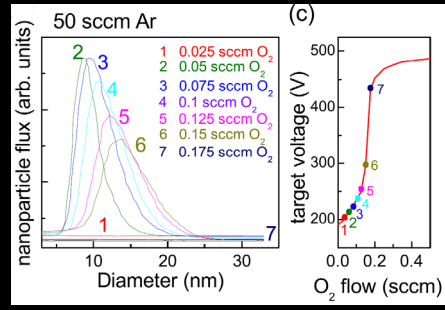 50 sccm Ar
nanoparticle flux (arb. units)
2
3
4
5
6
1
7
1 0.025 sccm O2
2 0.05 sccm O2
3 0.075 sccm O2
4 0.1 sccm O2
5 0.125 sccm O2
6 0.15 sccm O2
7 0.175 sccm O2
10 20 30
Diameter (nm)
(c)
target voltage (V)
500
400
300
200
7
6
5
4
3
2
1
0.0 0.2 0.4
O2 flow (sccm)